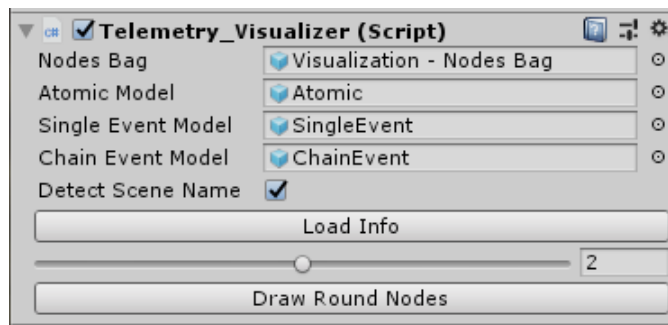 c# Telemetry_Visualizer (Script)
Nodes Bag Visualization - Nodes Bag
Atomic Model Atomic
Single Event Model SingleEvent
Chain Event Model ChainEvent
Detect Scene Name
Load Info
2
Draw Round Nodes